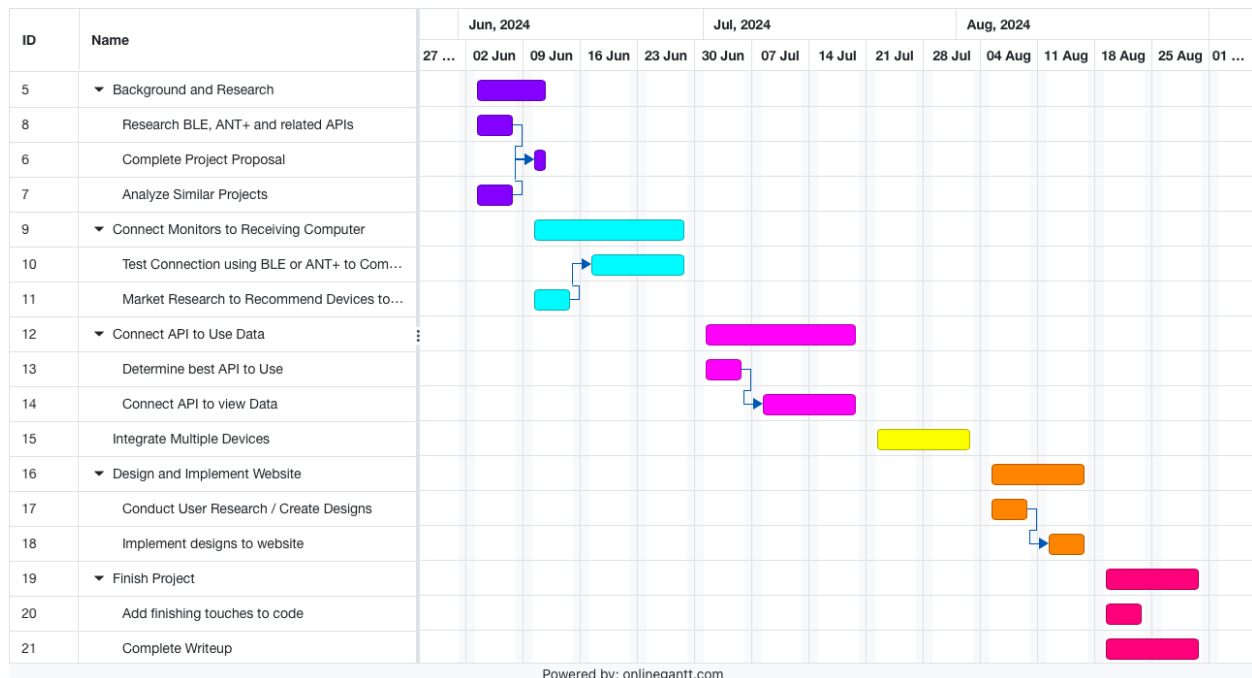 ID Name Jun, 2024 Jul, 2024 Aug, 2024
27 ... 02 Jun 09 Jun 16 Jun 23 Jun 30 Jun 07 Jul 14 Jul 21 Jul 28 Jul 04 Aug 11 Aug 18 Aug 25 Aug 01 ...
5 Background and Research
8 Research BLE, ANT+ and related APIs
6 Complete Project Proposal
7 Analyze Similar Projects
9 Connect Monitors to Receiving Computer
10 Test Connection using BLE or ANT+ to Com...
11 Market Research to Recommend Devices to...
12 Connect API to Use Data
13 Determine best API to Use
14 Connect API to view Data
15 Integrate Multiple Devices
16 Design and Implement Website
17 Conduct User Research / Create Designs
18 Implement designs to website
19 Finish Project
20 Add finishing touches to code
21 Complete Writeup
Powered by: onlinegantt.com